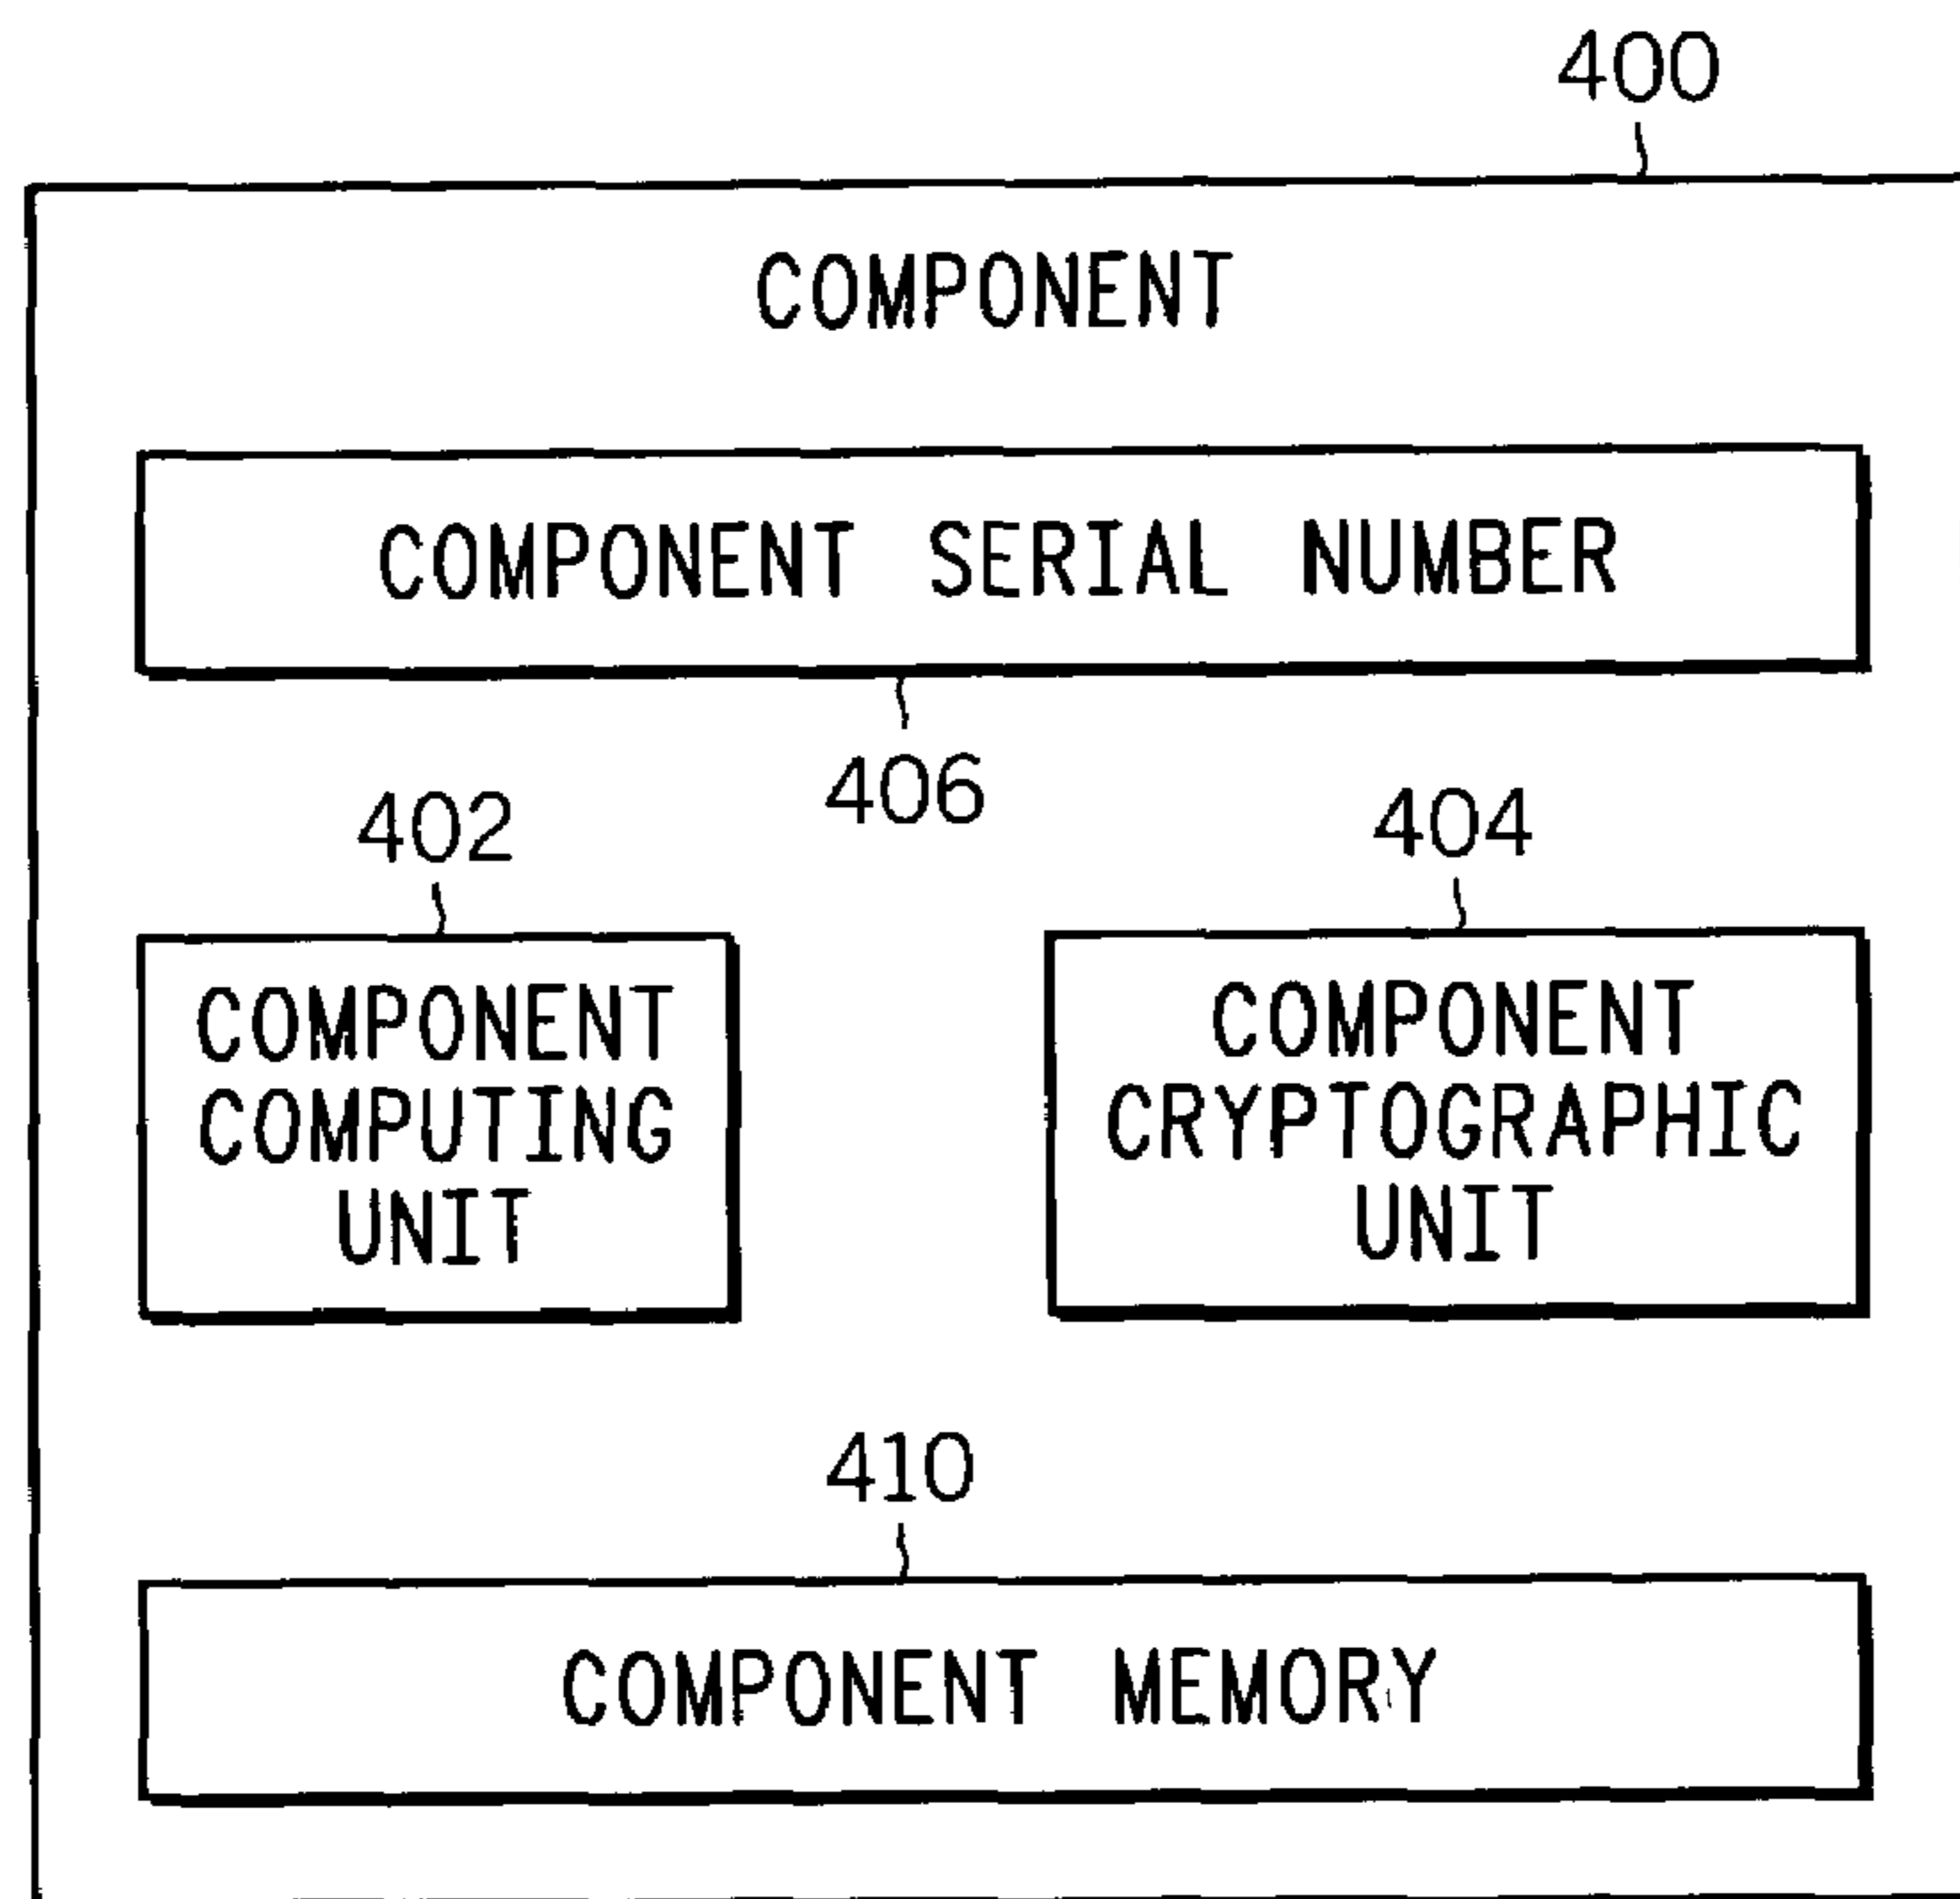 400
COMPONENT
COMPONENT SERIAL NUMBER
406
402
404
COMPONENT
COMPUTING
UNIT
COMPONENT
CRYPTOGRAPHIC
UNIT
410
COMPONENT MEMORY